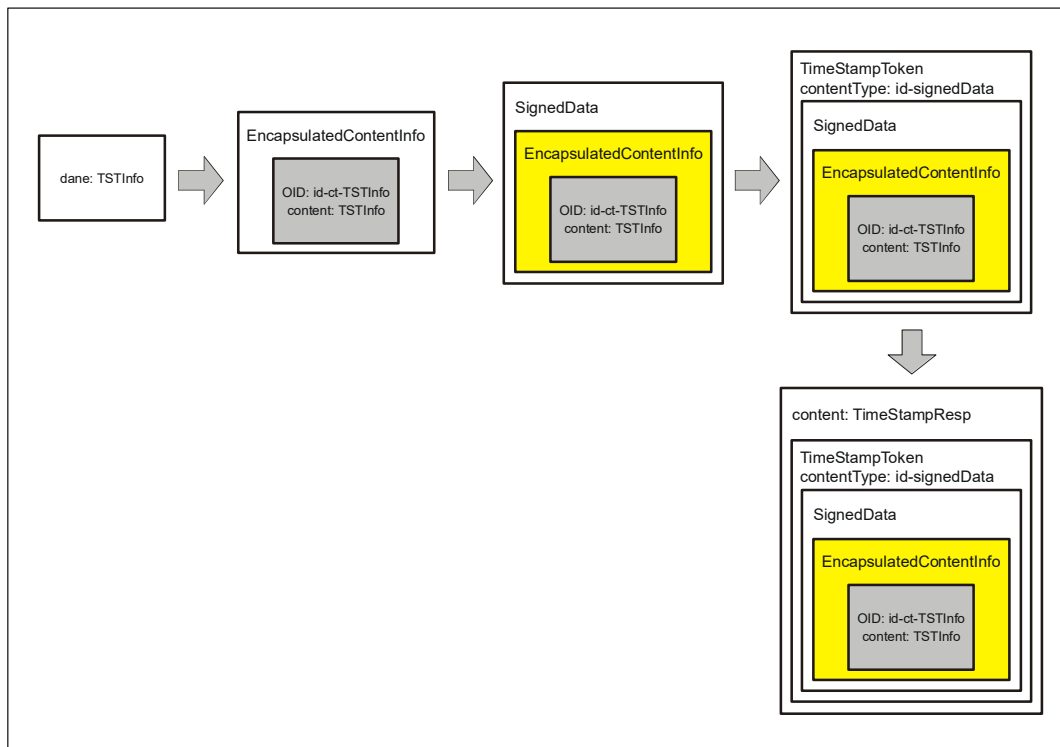 dane: TSTInfo
EncapsulatedContentInfo
OID: id-ct-TSTInfo
content: TSTInfo
SignedData
EncapsulatedContentInfo
OID: id-ct-TSTInfo
content: TSTInfo
TimeStampToken
contentType: id-signedData
SignedData
EncapsulatedContentInfo
OID: id-ct-TSTInfo
content: TSTInfo
content: TimeStampResp
TimeStampToken
contentType: id-signedData
SignedData
EncapsulatedContentInfo
OID: id-ct-TSTInfo
content: TSTInfo